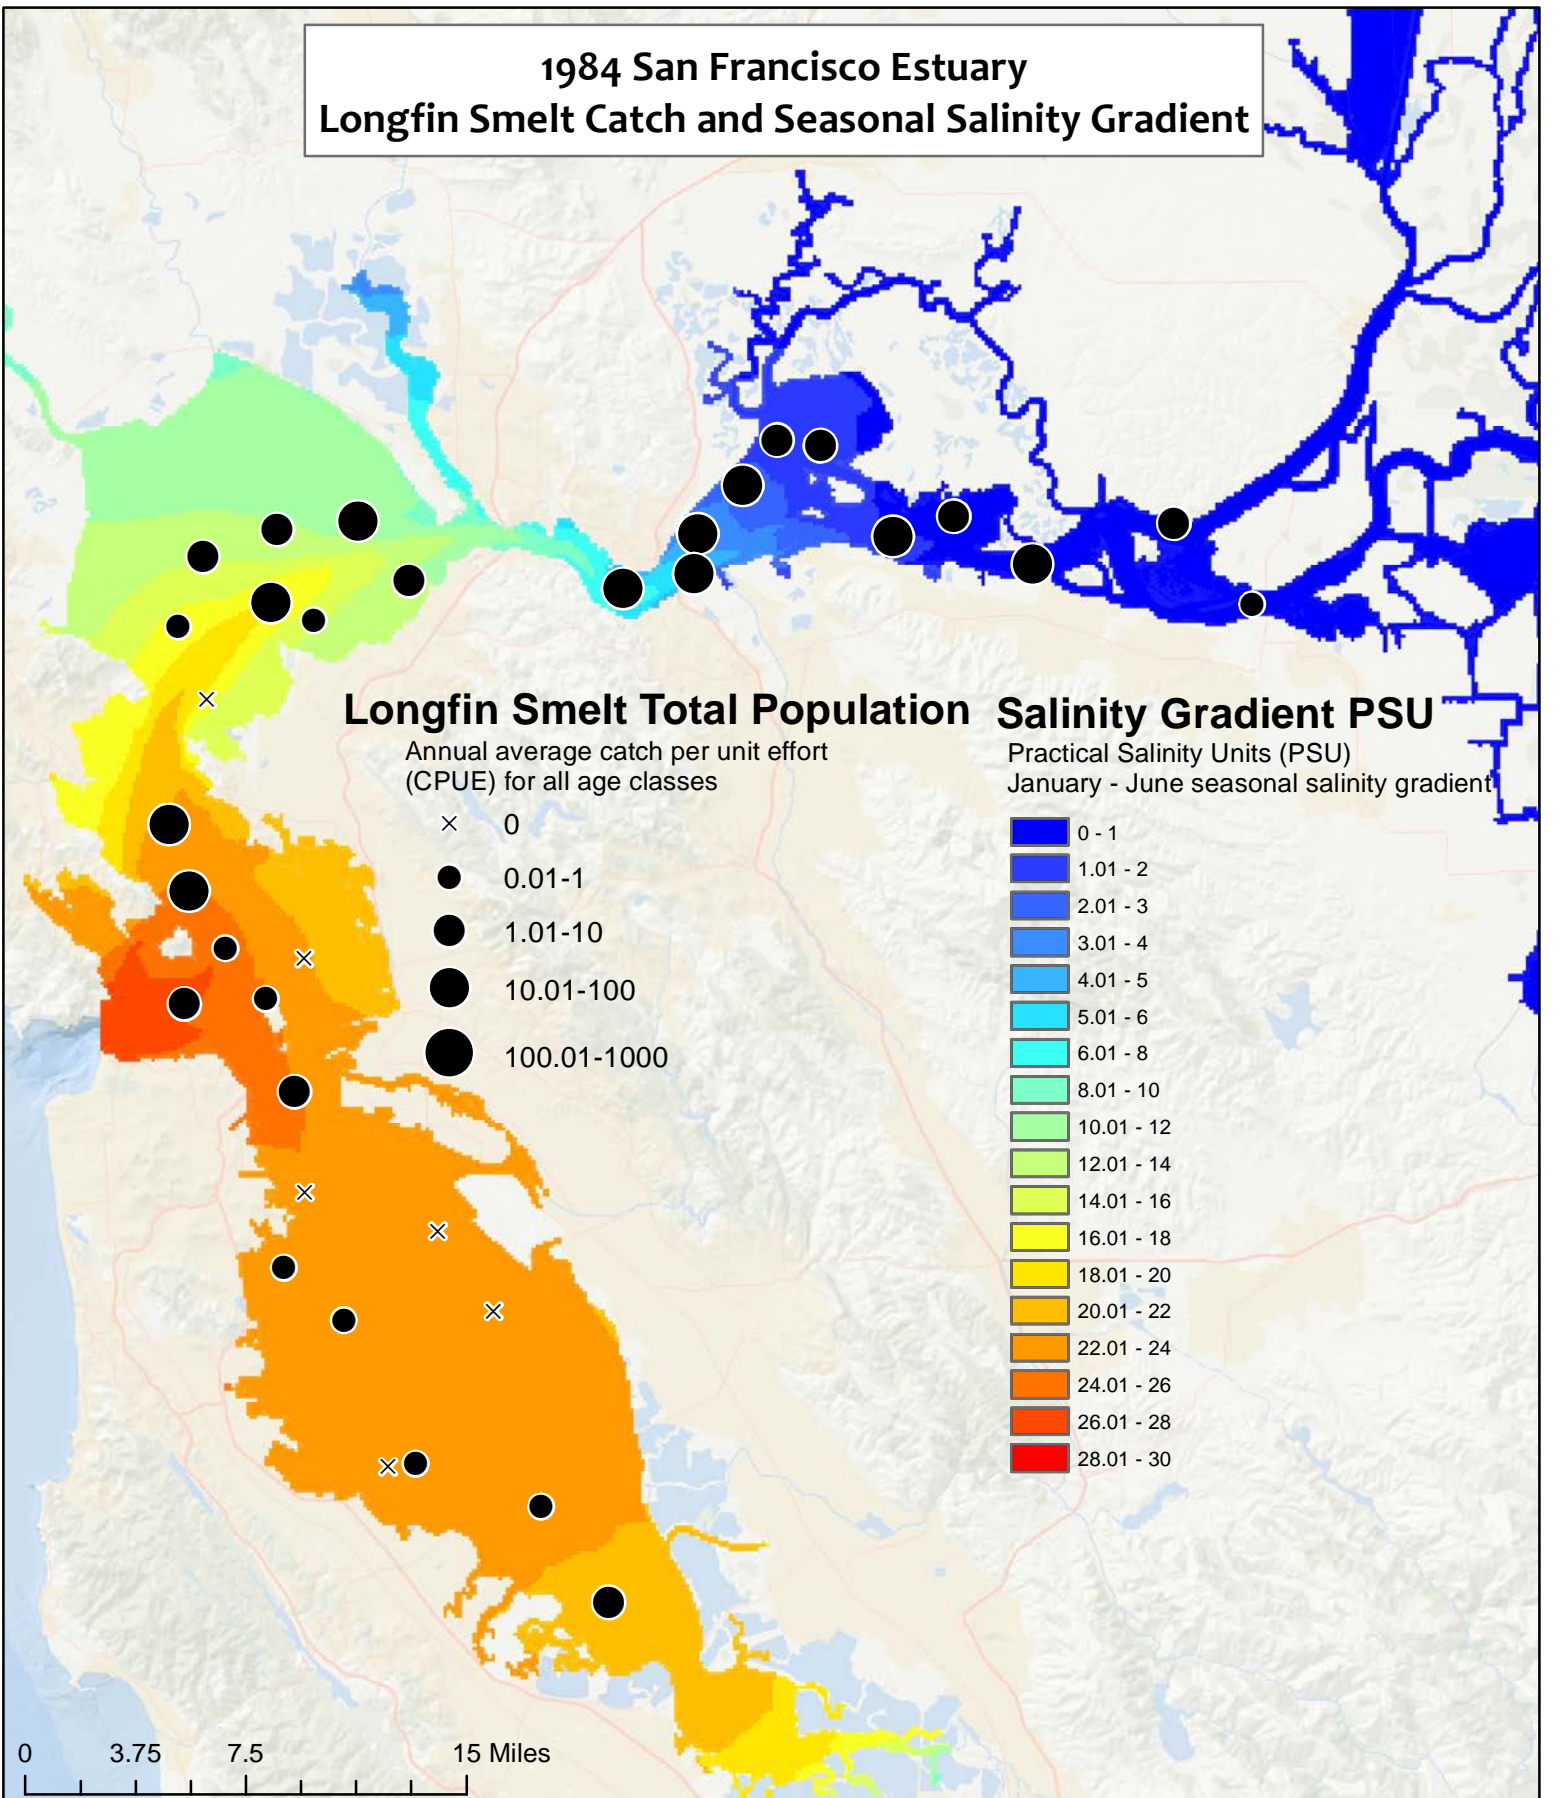 1984 San Francisco Estuary
Longfin Smelt Catch and Seasonal Salinity Gradient
Longfin Smelt Total Population
Annual average catch per unit effort
(CPUE) for all age classes
0
0.01-1
1.01-10
10.01-100
100.01-1000
Salinity Gradient PSU
Practical Salinity Units (PSU)
January - June seasonal salinity gradient
0 - 1
1.01 - 2
2.01 - 3
3.01 - 4
4.01 - 5
5.01 - 6
6.01 - 8
8.01 - 10
10.01 - 12
12.01 - 14
14.01 - 16
16.01 - 18
18.01 - 20
20.01 - 22
22.01 - 24
24.01 - 26
26.01 - 28
28.01 - 30
0 3.75 7.5 15 Miles